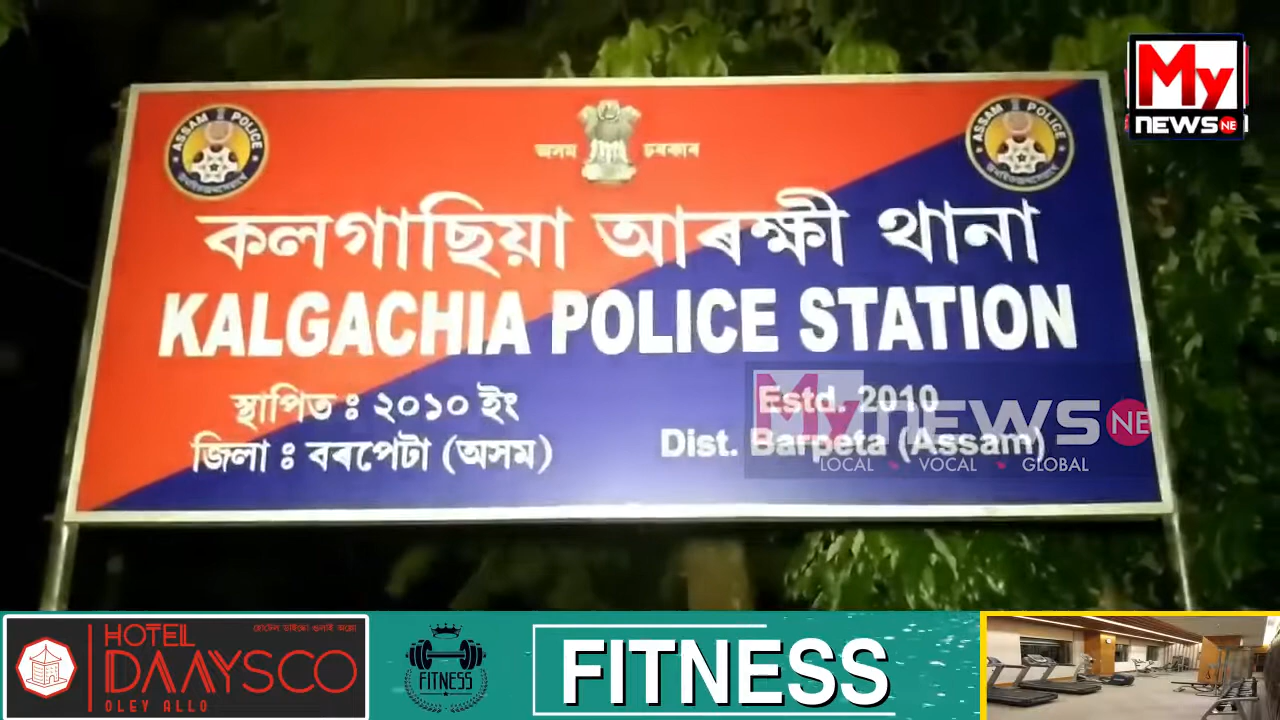 My
NEWS NE
ASSAM POLICE
অসম চৰকাৰ
ASSAM POLICE
কলগাছিয়া আৰক্ষী থানা
KALGACHIA POLICE STATION
স্থাপিত : ২০১০ ইং
Estd. 2010
জিলা : বৰপেটা (অসম)
Dist. Barpeta (Assam)
My NEWS NE
LOCAL VOCAL GLOBAL
HOTEL
DAAYSCO
OLEY ALLO
FITNESS
FITNESS